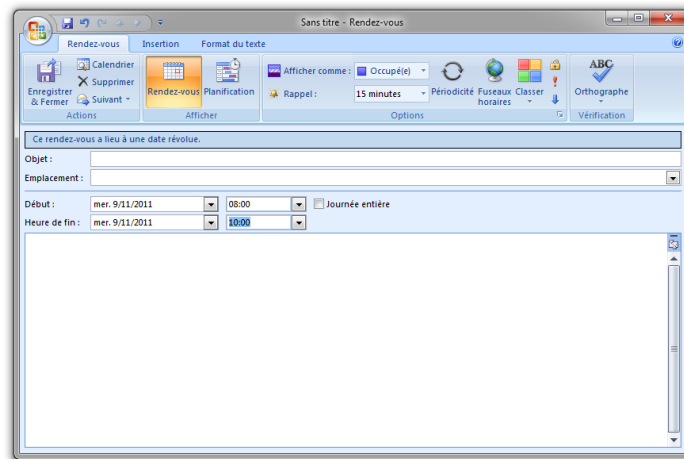 Sans titre - Rendez-vous
Rendez-vous Insertion Format du texte
Enregistrer & Fermer
Calendrier
Supprimer
Suivant
Actions
Rendez-vous Planification
Afficher
Afficher comme : Occupé(e)
Rappel : 15 minutes
Périodicité
Fuseaux horaires
Classer
Options
ABC
Orthographe
Vérification
Ce rendez-vous a lieu à une date révolue.
Objet :
Emplacement :
Début : mer. 9/11/2011 08:00 Journée entière
Heure de fin : mer. 9/11/2011 10:00